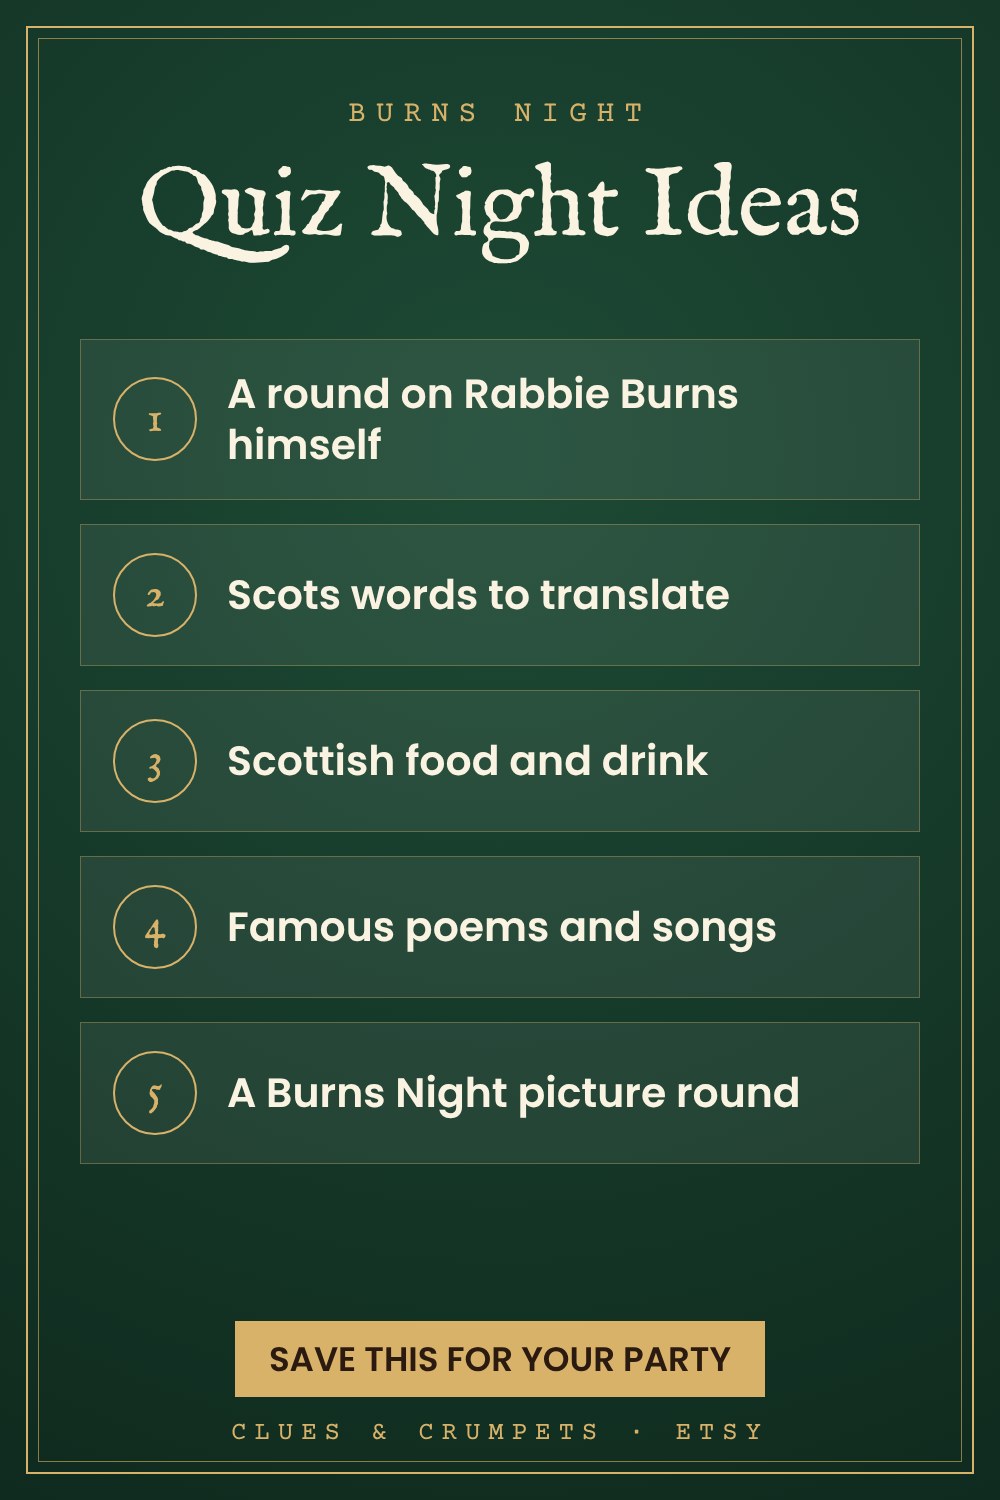 BURNS NIGHT
Quiz Night Ideas
1
A round on Rabbie Burns
himself
2
Scots words to translate
3
Scottish food and drink
4
Famous poems and songs
5
A Burns Night picture round
SAVE THIS FOR YOUR PARTY
CLUES & CRUMPETS · ETSY